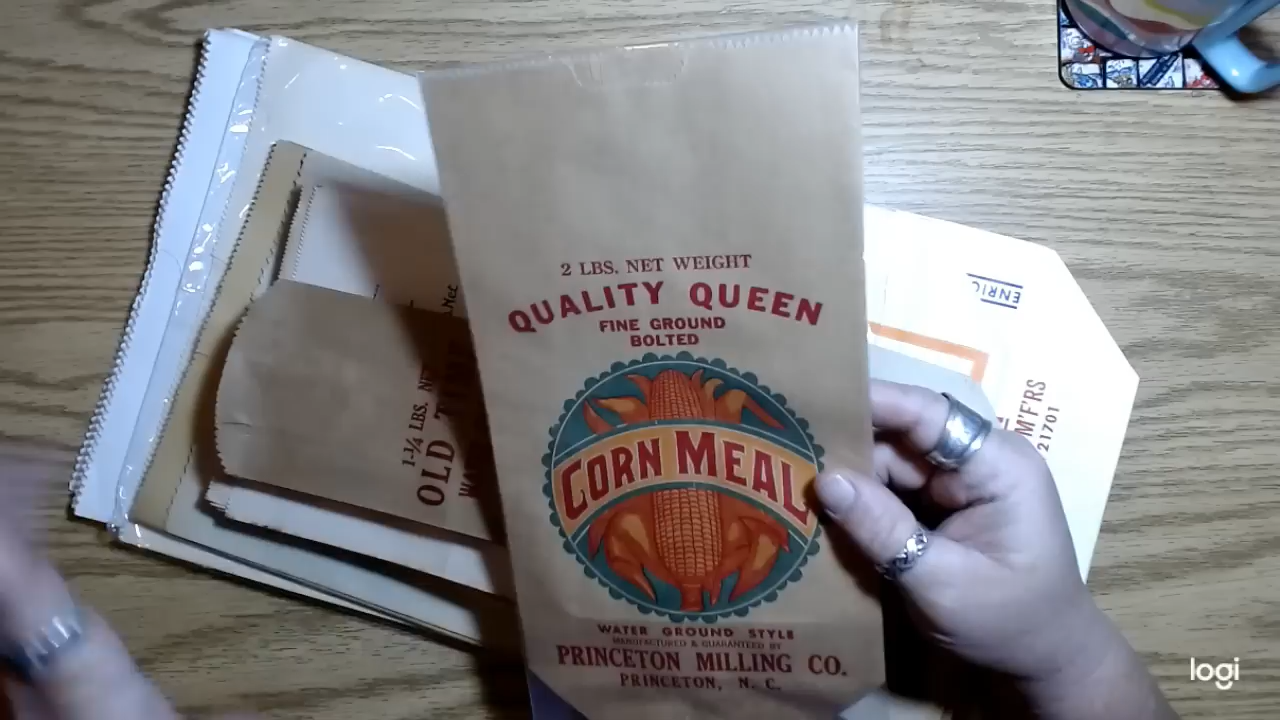 2 LBS. NET WEIGHT
QUALITY QUEEN
FINE GROUND
BOLTED
CORN MEAL
WATER GROUND STYLE
MANUFACTURED & GUARANTEED BY
PRINCETON MILLING CO.
PRINCETON, N. C.
1-¼ LBS.
OLD
ENRIC
M'F'RS
21701
logi